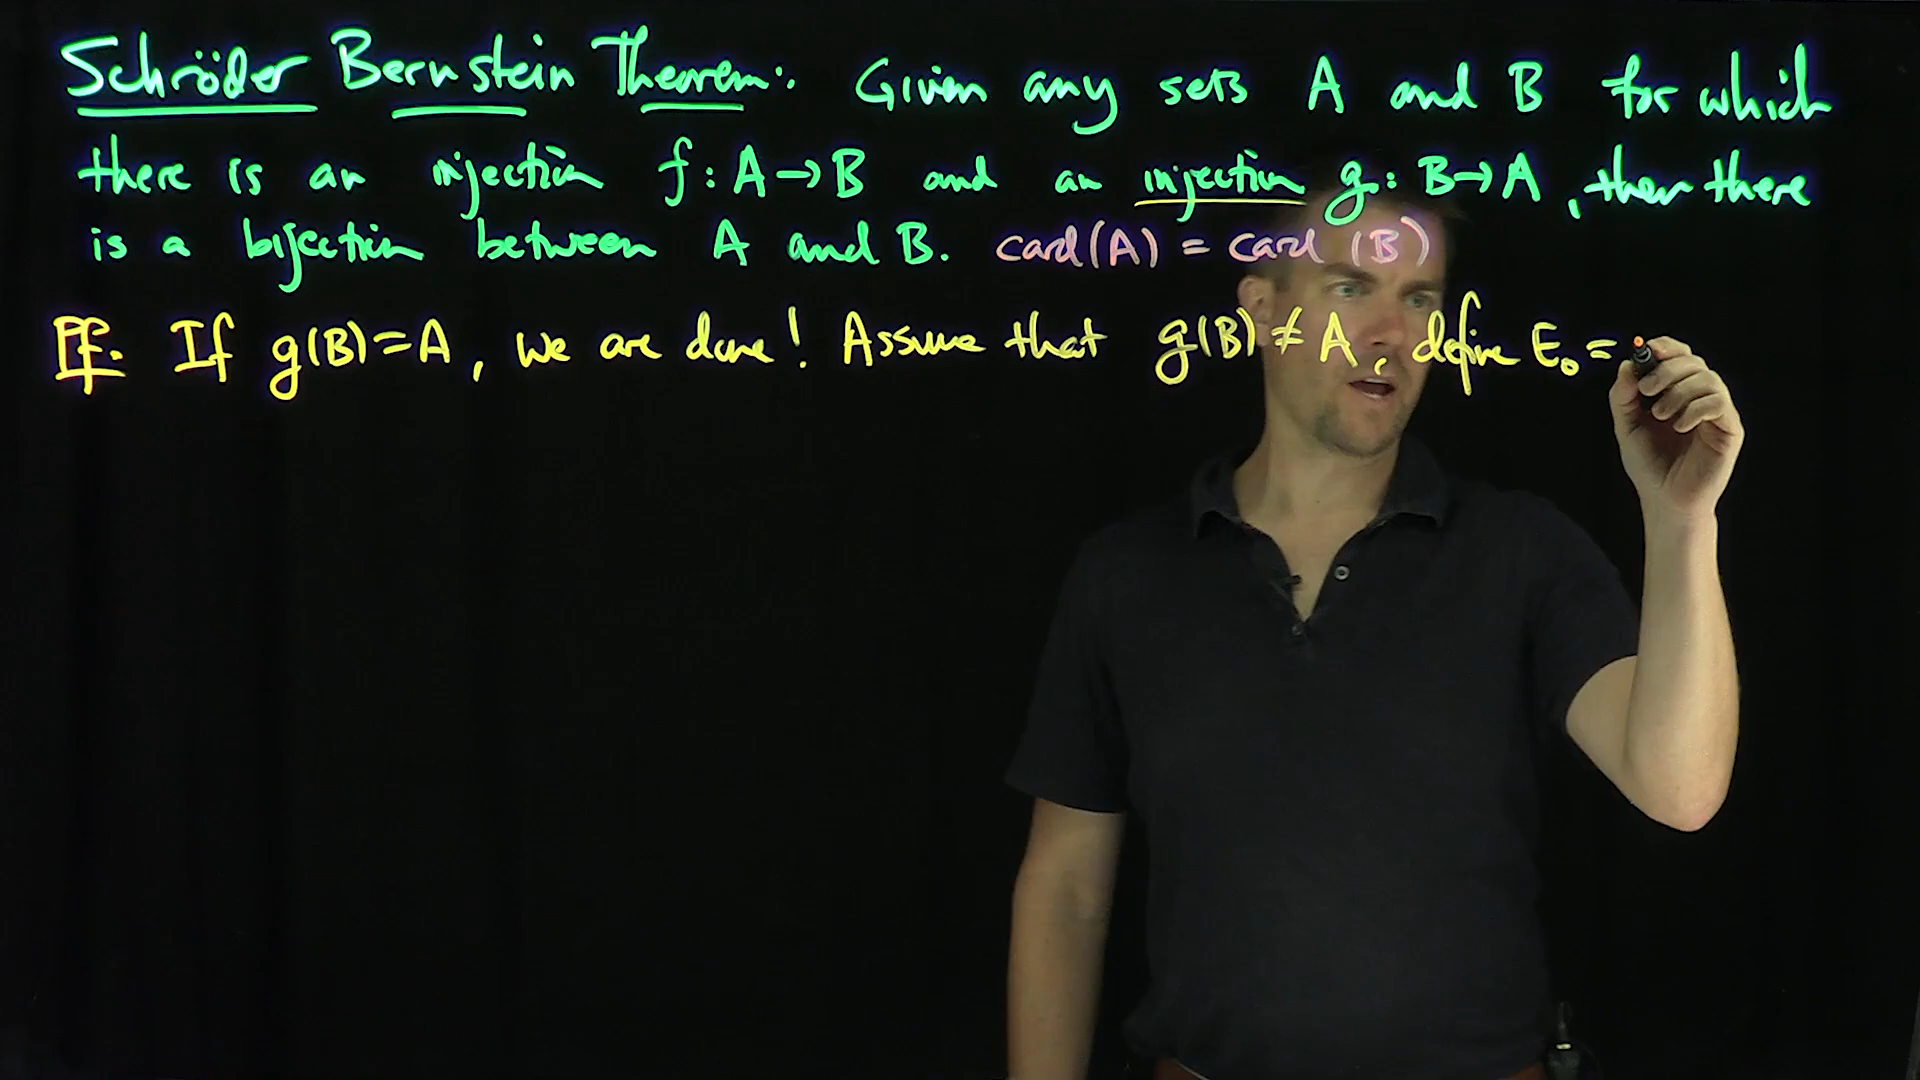 Schröder Bernstein Theorem: Given any sets A and B for which
there is an injection f: A→B and an injection g: B→A, then there
is a bijection between A and B. card(A) = card (B)
Pf. If g(B)=A, we are done! Assume that g(B) ≠ A, define E₀ =